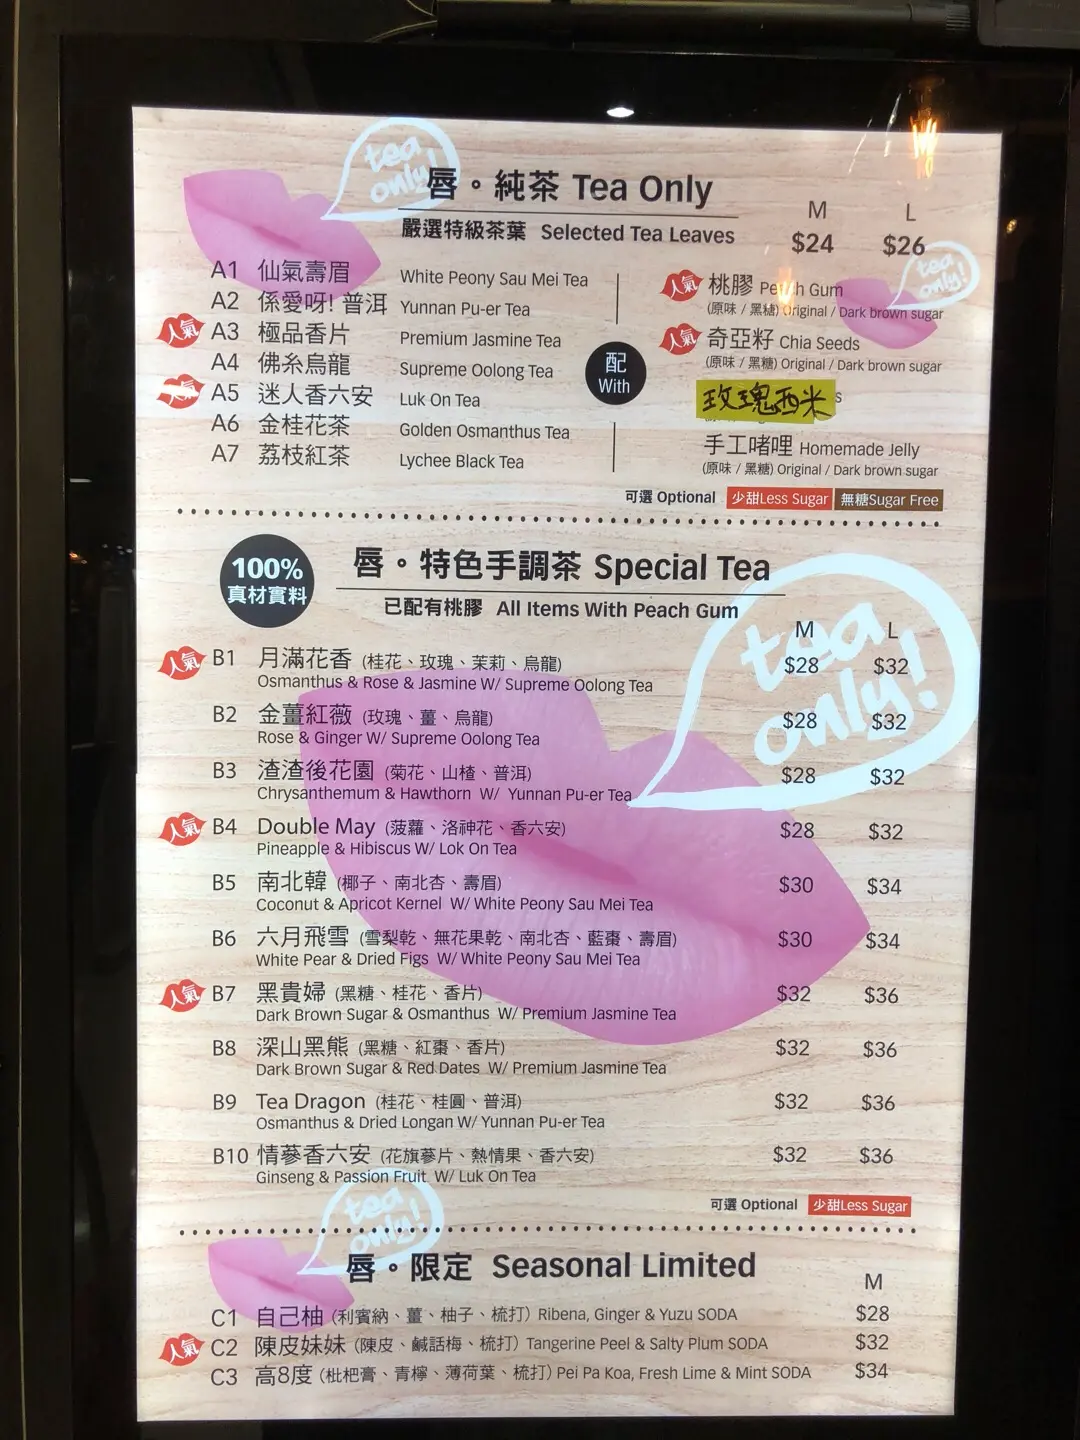 tea only!
唇。純茶 Tea Only
嚴選特級茶葉 Selected Tea Leaves
M L
$24 $26
tea only!
A1 仙氣壽眉 White Peony Sau Mei Tea
A2 係愛呀! 普洱 Yunnan Pu-er Tea
人氣 A3 極品香片 Premium Jasmine Tea
A4 佛系烏龍 Supreme Oolong Tea
人氣 A5 迷人香六安 Luk On Tea
A6 金桂花茶 Golden Osmanthus Tea
A7 荔枝紅茶 Lychee Black Tea
配 With
人氣 桃膠 Peach Gum
(原味 / 黑糖) Original / Dark brown sugar
人氣 奇亞籽 Chia Seeds
(原味 / 黑糖) Original / Dark brown sugar
玫瑰西米
手工啫哩 Homemade Jelly
(原味 / 黑糖) Original / Dark brown sugar
可選 Optional 少甜Less Sugar 無糖Sugar Free
100%
真材實料
唇。特色手調茶 Special Tea
已配有桃膠 All Items With Peach Gum
tea only!
M L
人氣 B1 月滿花香 (桂花、玫瑰、茉莉、烏龍) $28 $32
Osmanthus & Rose & Jasmine W/ Supreme Oolong Tea
B2 金薑紅薇 (玫瑰、薑、烏龍) $28 $32
Rose & Ginger W/ Supreme Oolong Tea
B3 渣渣後花園 (菊花、山楂、普洱) $28 $32
Chrysanthemum & Hawthorn W/ Yunnan Pu-er Tea
人氣 B4 Double May (菠蘿、洛神花、香六安) $28 $32
Pineapple & Hibiscus W/ Lok On Tea
B5 南北韓 (椰子、南北杏、壽眉) $30 $34
Coconut & Apricot Kernel W/ White Peony Sau Mei Tea
B6 六月飛雪 (雪梨乾、無花果乾、南北杏、藍棗、壽眉) $30 $34
White Pear & Dried Figs W/ White Peony Sau Mei Tea
人氣 B7 黑貴婦 (黑糖、桂花、香片) $32 $36
Dark Brown Sugar & Osmanthus W/ Premium Jasmine Tea
B8 深山黑熊 (黑糖、紅棗、香片) $32 $36
Dark Brown Sugar & Red Dates W/ Premium Jasmine Tea
B9 Tea Dragon (桂花、桂圓、普洱) $32 $36
Osmanthus & Dried Longan W/ Yunnan Pu-er Tea
B10 情蔘香六安 (花旗蔘片、熱情果、香六安) $32 $36
Ginseng & Passion Fruit W/ Luk On Tea
可選 Optional 少甜Less Sugar
tea only!
唇。限定 Seasonal Limited
M
C1 自己柚 (利賓納、薑、柚子、梳打) Ribena, Ginger & Yuzu SODA $28
人氣 C2 陳皮妹妹 (陳皮、鹹話梅、梳打) Tangerine Peel & Salty Plum SODA $32
C3 高8度 (枇杷膏、青檸、薄荷葉、梳打) Pei Pa Koa, Fresh Lime & Mint SODA $34